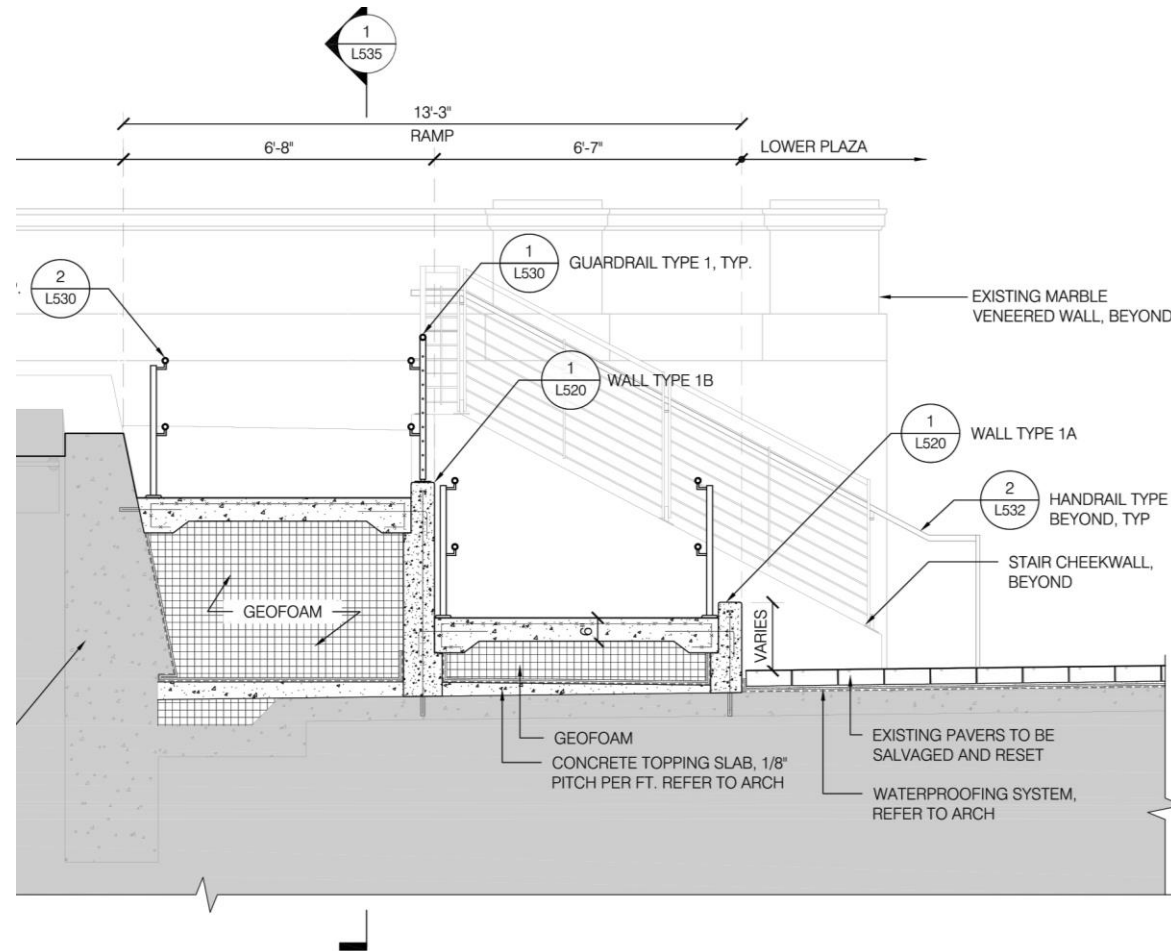 1
L535
13'-3"
RAMP
6'-8"
6'-7"
LOWER PLAZA
2
L530
1
L530
GUARDRAIL TYPE 1, TYP.
EXISTING MARBLE
VENEERED WALL, BEYOND
1
L520
WALL TYPE 1B
1
L520
WALL TYPE 1A
2
L532
HANDRAIL TYPE
BEYOND, TYP
STAIR CHEEKWALL,
BEYOND
GEOFOAM
6"
VARIES
GEOFOAM
CONCRETE TOPPING SLAB, 1/8"
PITCH PER FT. REFER TO ARCH
EXISTING PAVERS TO BE
SALVAGED AND RESET
WATERPROOFING SYSTEM,
REFER TO ARCH